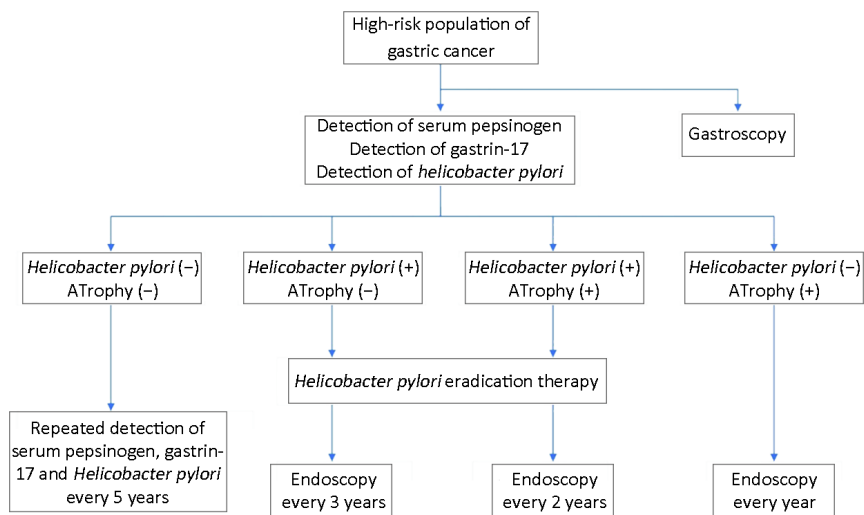 High-risk population of
gastric cancer
Detection of serum pepsinogen
Detection of gastrin-17
Detection of helicobacter pylori
Gastroscopy
Helicobacter pylori (−)
ATrophy (−)
Helicobacter pylori (+)
ATrophy (−)
Helicobacter pylori (+)
ATrophy (+)
Helicobacter pylori (−)
ATrophy (+)
Helicobacter pylori eradication therapy
Repeated detection of
serum pepsinogen, gastrin-
17 and Helicobacter pylori
every 5 years
Endoscopy
every 3 years
Endoscopy
every 2 years
Endoscopy
every year